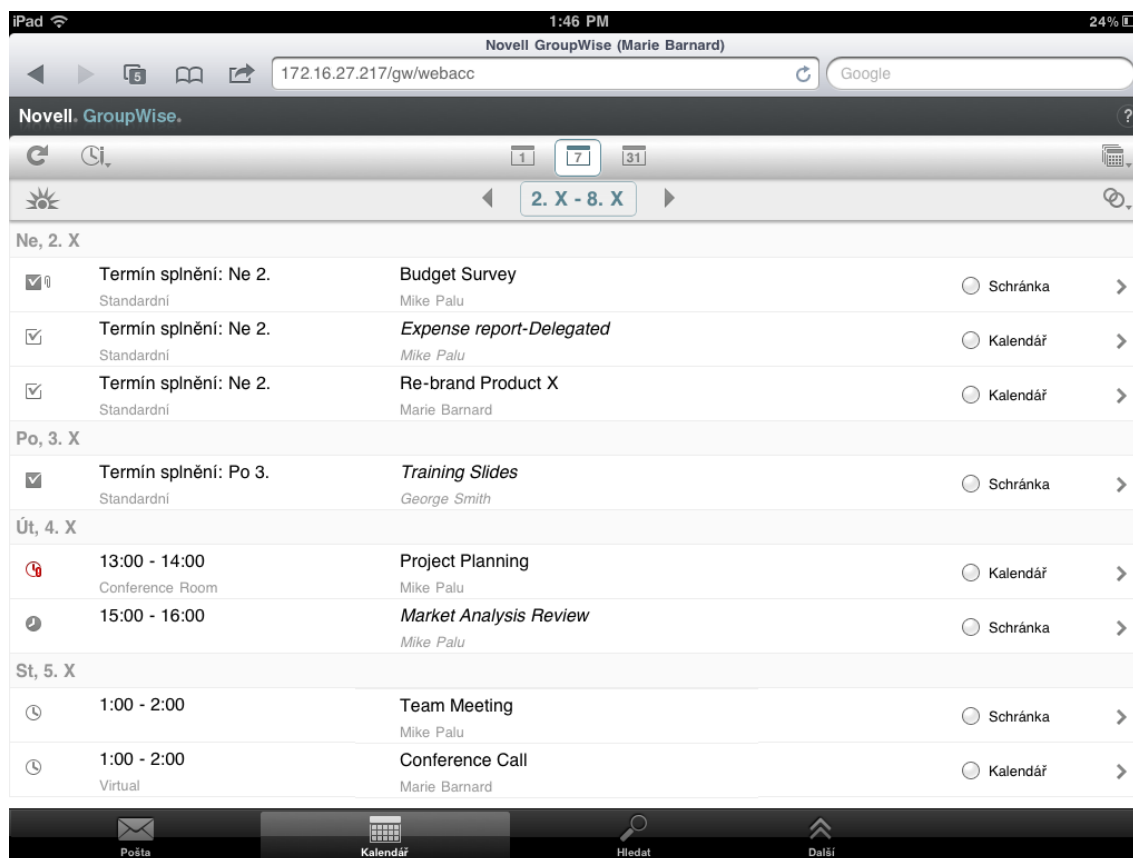 iPad 1:46 PM 24%
Novell GroupWise (Marie Barnard)
5 172.16.27.217/gw/webacc Google
Novell. GroupWise. ?
1 7 31
2. X - 8. X
Ne, 2. X
Termín splnění: Ne 2. Budget Survey
Standardní Mike Palu Schránka
Termín splnění: Ne 2. Expense report-Delegated
Standardní Mike Palu Kalendář
Termín splnění: Ne 2. Re-brand Product X
Standardní Marie Barnard Kalendář
Po, 3. X
Termín splnění: Po 3. Training Slides
Standardní George Smith Schránka
Út, 4. X
13:00 - 14:00 Project Planning
Conference Room Mike Palu Kalendář
15:00 - 16:00 Market Analysis Review
Mike Palu Schránka
St, 5. X
1:00 - 2:00 Team Meeting
Mike Palu Schránka
1:00 - 2:00 Conference Call
Virtual Marie Barnard Kalendář
Pošta Kalendář Hledat Další